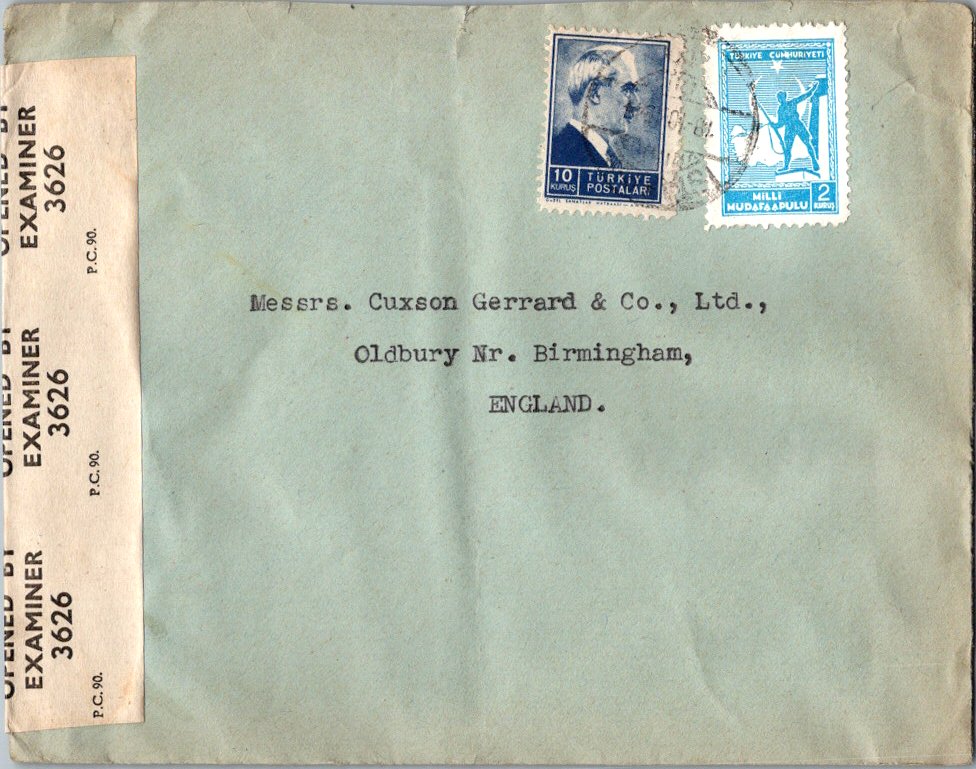 OPENED BY
EXAMINER
3626
P.C. 90.
OPENED BY
EXAMINER
3626
P.C. 90.
OPENED BY
EXAMINER
3626
P.C. 90.
10
KURUŞ
TÜRKİYE
POSTALARI
18-10
TÜRKİYE CUMHURİYETİ
MİLLİ
MÜDAFAA PULU
2
KURUŞ
Messrs. Cuxson Gerrard & Co., Ltd.,
Oldbury Nr. Birmingham,
ENGLAND.